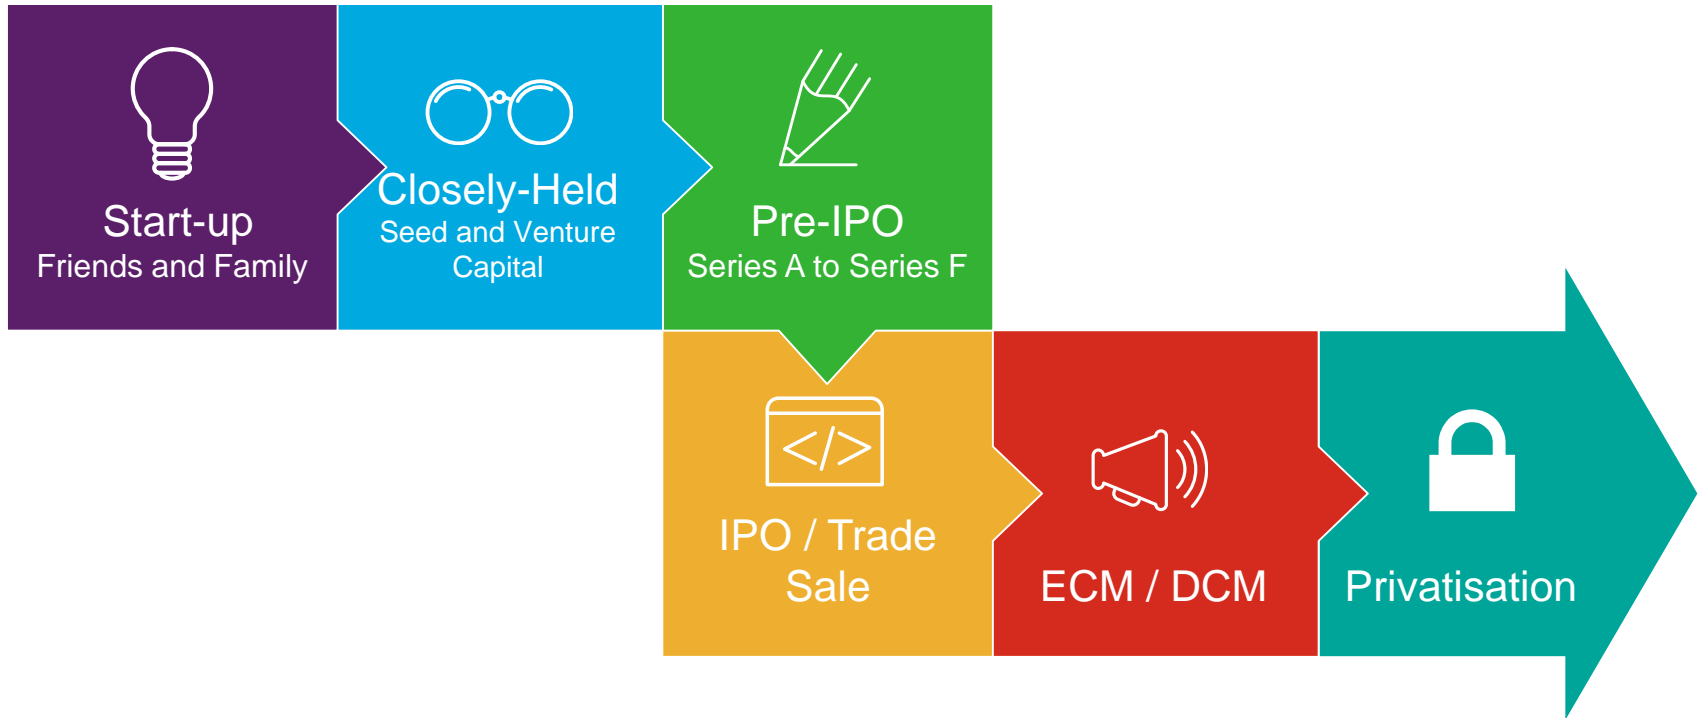 Start-up
Friends and Family
Closely-Held
Seed and Venture
Capital
Pre-IPO
Series A to Series F
</>
IPO / Trade
Sale
ECM / DCM
Privatisation